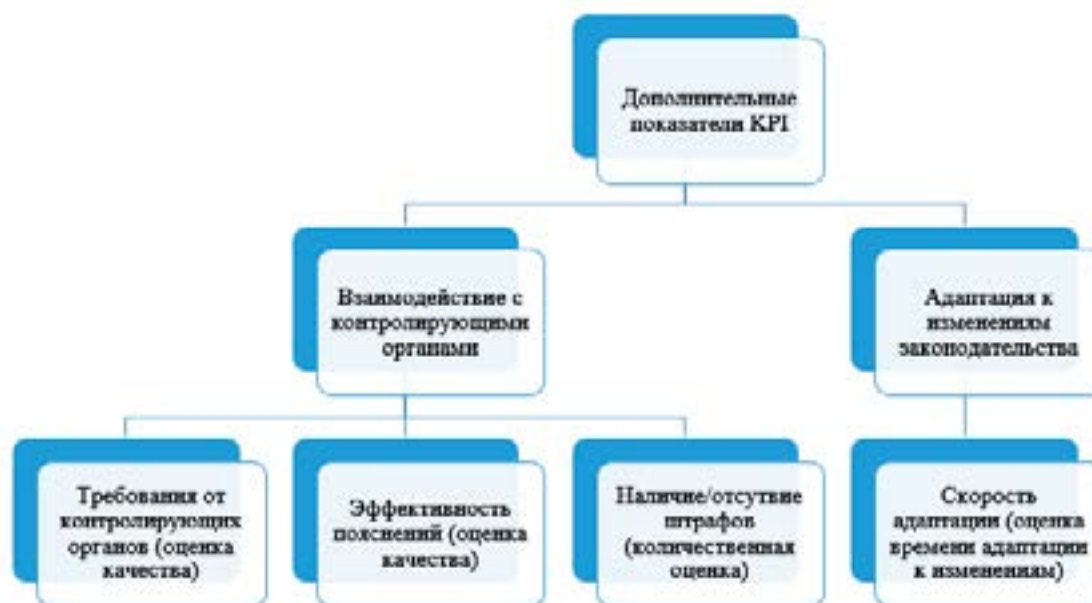 Дополнительные
показатели KPI
Взаимодействие с
контролирующими
органами
Адаптация к
изменениям
законодательства
Требования от
контролирующих
органов (оценка
качества)
Эффективность
пояснений (оценка
качества)
Наличие/отсутвие
штрафов
(количественная
оценка)
Скорость
адаптации (оценка
времени адаптации
к изменениям)